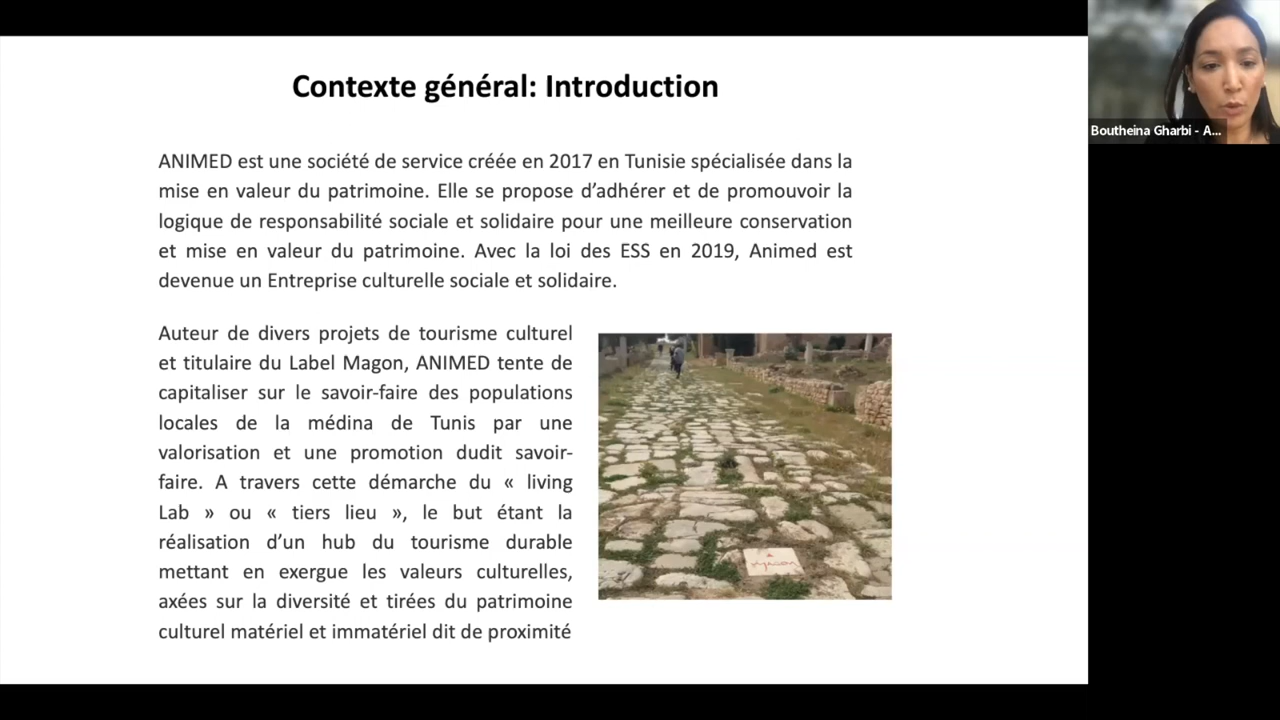 Contexte général: Introduction
ANIMED est une société de service créée en 2017 en Tunisie spécialisée dans la
mise en valeur du patrimoine. Elle se propose d’adhérer et de promouvoir la
logique de responsabilité sociale et solidaire pour une meilleure conservation
et mise en valeur du patrimoine. Avec la loi des ESS en 2019, Animed est
devenue un Entreprise culturelle sociale et solidaire.
Auteur de divers projets de tourisme culturel
et titulaire du Label Magon, ANIMED tente de
capitaliser sur le savoir-faire des populations
locales de la médina de Tunis par une
valorisation et une promotion dudit savoir-
faire. A travers cette démarche du « living
Lab » ou « tiers lieu », le but étant la
réalisation d’un hub du tourisme durable
mettant en exergue les valeurs culturelles,
axées sur la diversité et tirées du patrimoine
culturel matériel et immatériel dit de proximité
Boutheina Gharbi - A...